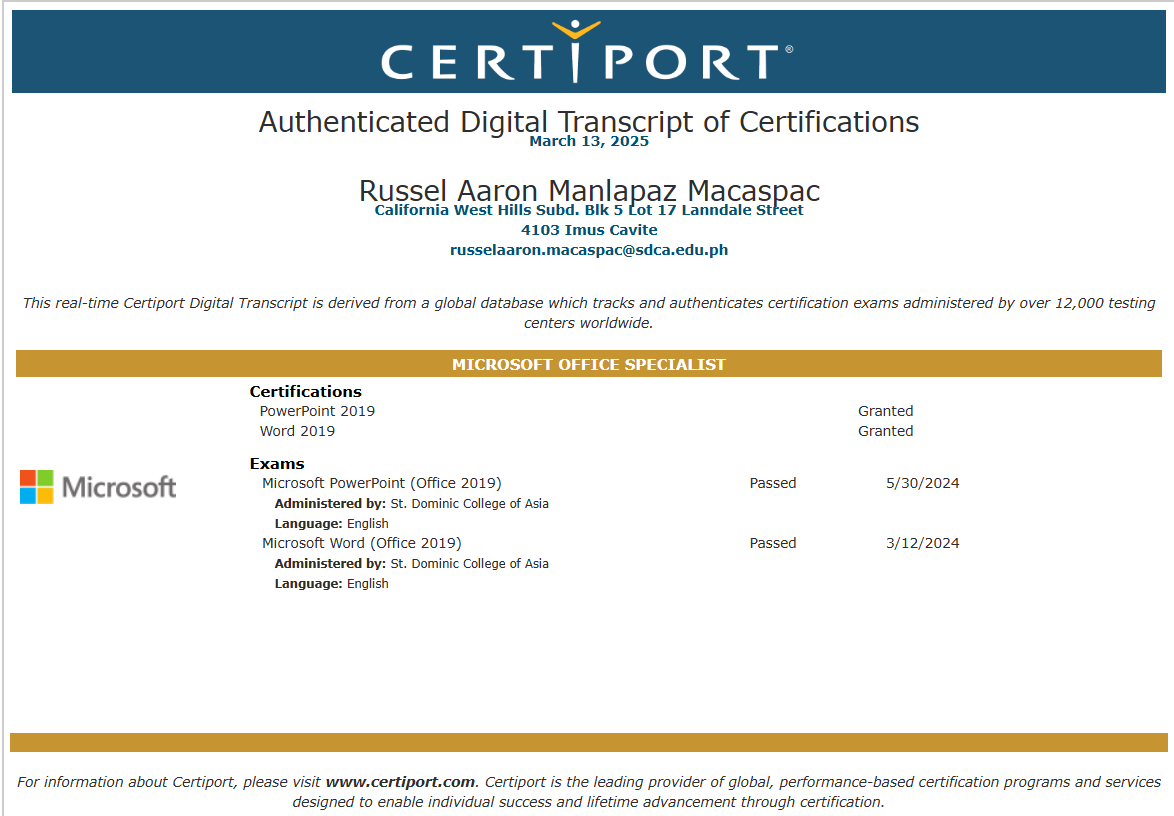 CERTIPORT®
Authenticated Digital Transcript of Certifications
March 13, 2025
Russel Aaron Manlapaz Macaspac
California West Hills Subd. Blk 5 Lot 17 Lanndale Street
4103 Imus Cavite
russelaaron.macaspac@sdca.edu.ph
This real-time Certiport Digital Transcript is derived from a global database which tracks and authenticates certification exams administered by over 12,000 testing
centers worldwide.
MICROSOFT OFFICE SPECIALIST
Certifications
PowerPoint 2019 Granted
Word 2019 Granted
Microsoft
Exams
Microsoft PowerPoint (Office 2019) Passed 5/30/2024
Administered by: St. Dominic College of Asia
Language: English
Microsoft Word (Office 2019) Passed 3/12/2024
Administered by: St. Dominic College of Asia
Language: English
For information about Certiport, please visit www.certiport.com. Certiport is the leading provider of global, performance-based certification programs and services
designed to enable individual success and lifetime advancement through certification.